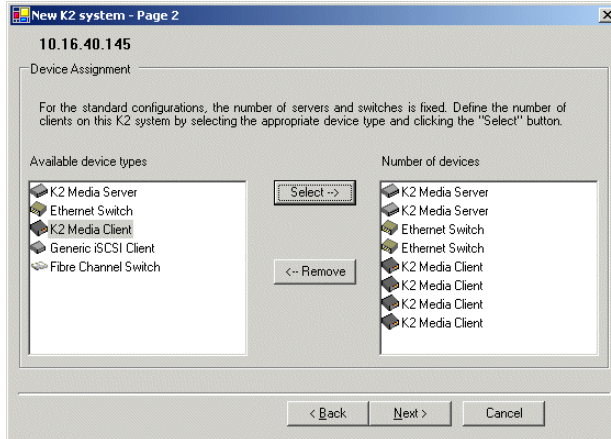 New K2 system - Page 2
10.16.40.145
Device Assignment
For the standard configurations, the number of servers and switches is fixed. Define the number of
clients on this K2 system by selecting the appropriate device type and clicking the "Select" button.
Available device types
K2 Media Server
Ethernet Switch
K2 Media Client
Generic iSCSI Client
Fibre Channel Switch
Select -->
<-- Remove
Number of devices
K2 Media Server
K2 Media Server
Ethernet Switch
Ethernet Switch
K2 Media Client
K2 Media Client
K2 Media Client
K2 Media Client
< Back
Next >
Cancel